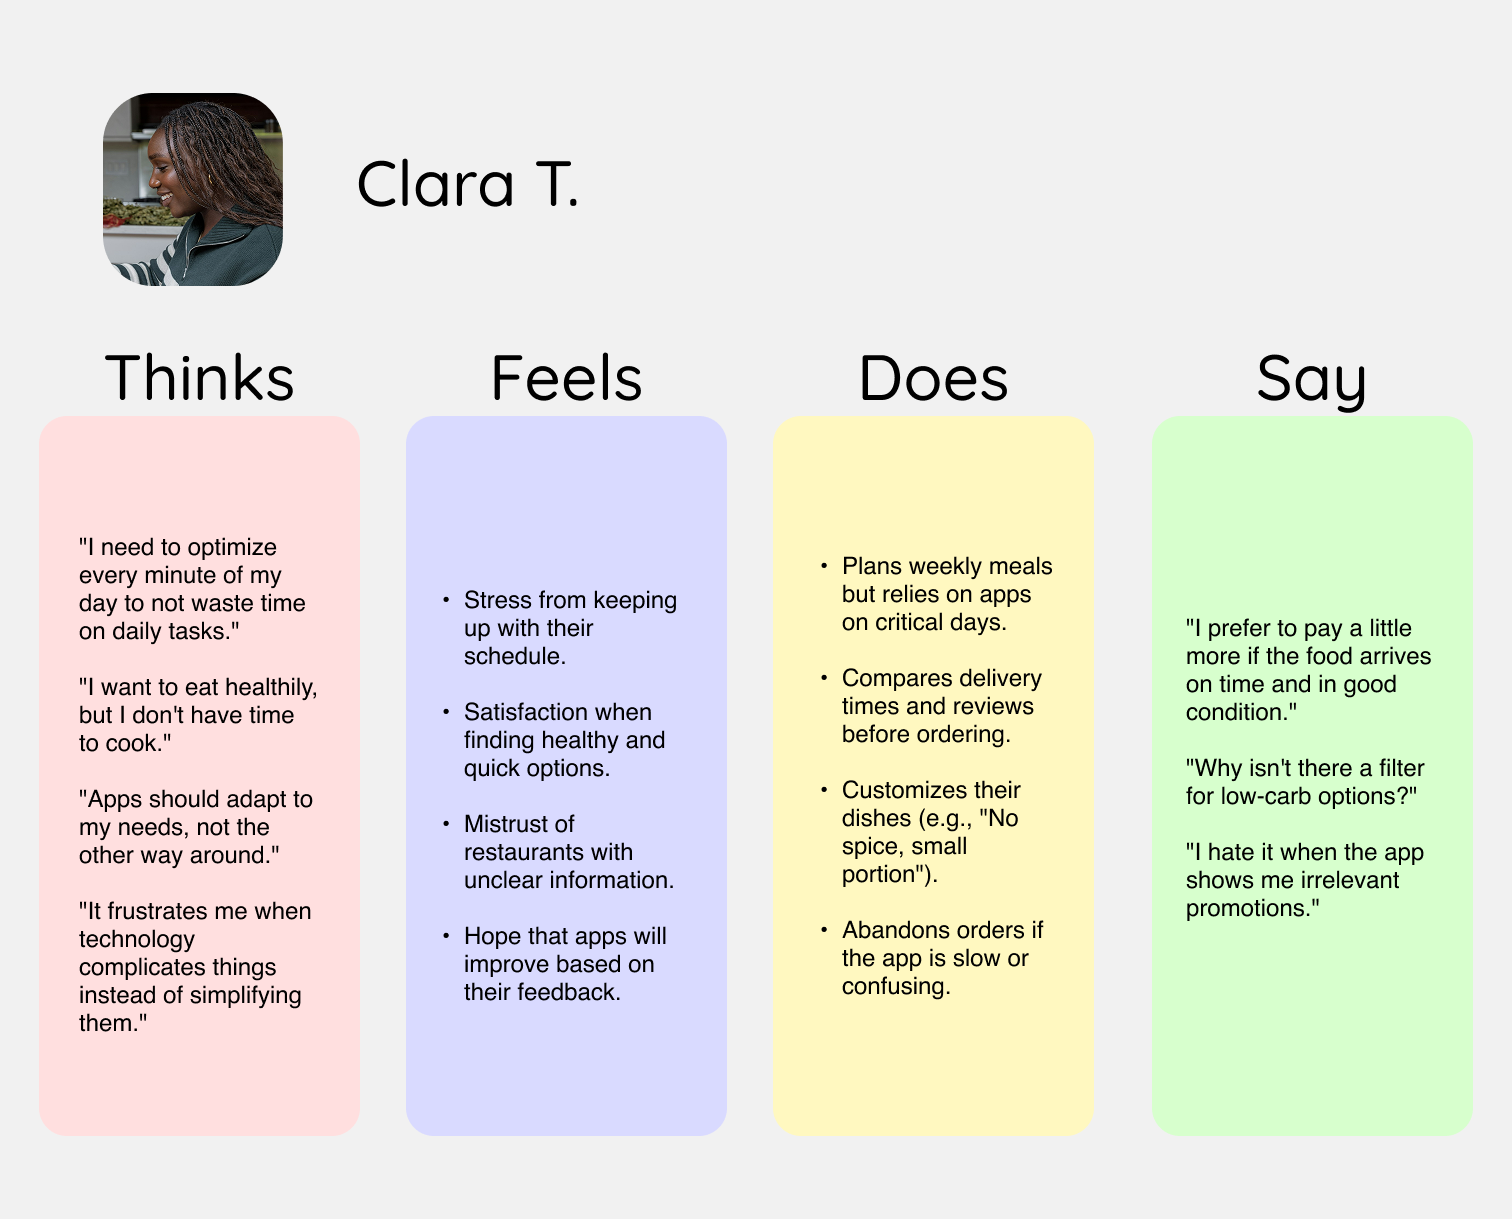 Clara T.
Thinks
"I need to optimize
every minute of my
day to not waste time
on daily tasks."
"I want to eat healthily,
but I don't have time
to cook."
"Apps should adapt to
my needs, not the
other way around."
"It frustrates me when
technology
complicates things
instead of simplifying
them."
Feels
• Stress from keeping
up with their
schedule.
• Satisfaction when
finding healthy and
quick options.
• Mistrust of
restaurants with
unclear information.
• Hope that apps will
improve based on
their feedback.
Does
• Plans weekly meals
but relies on apps
on critical days.
• Compares delivery
times and reviews
before ordering.
• Customizes their
dishes (e.g., "No
spice, small
portion").
• Abandons orders if
the app is slow or
confusing.
Say
"I prefer to pay a little
more if the food arrives
on time and in good
condition."
"Why isn't there a filter
for low-carb options?"
"I hate it when the app
shows me irrelevant
promotions."